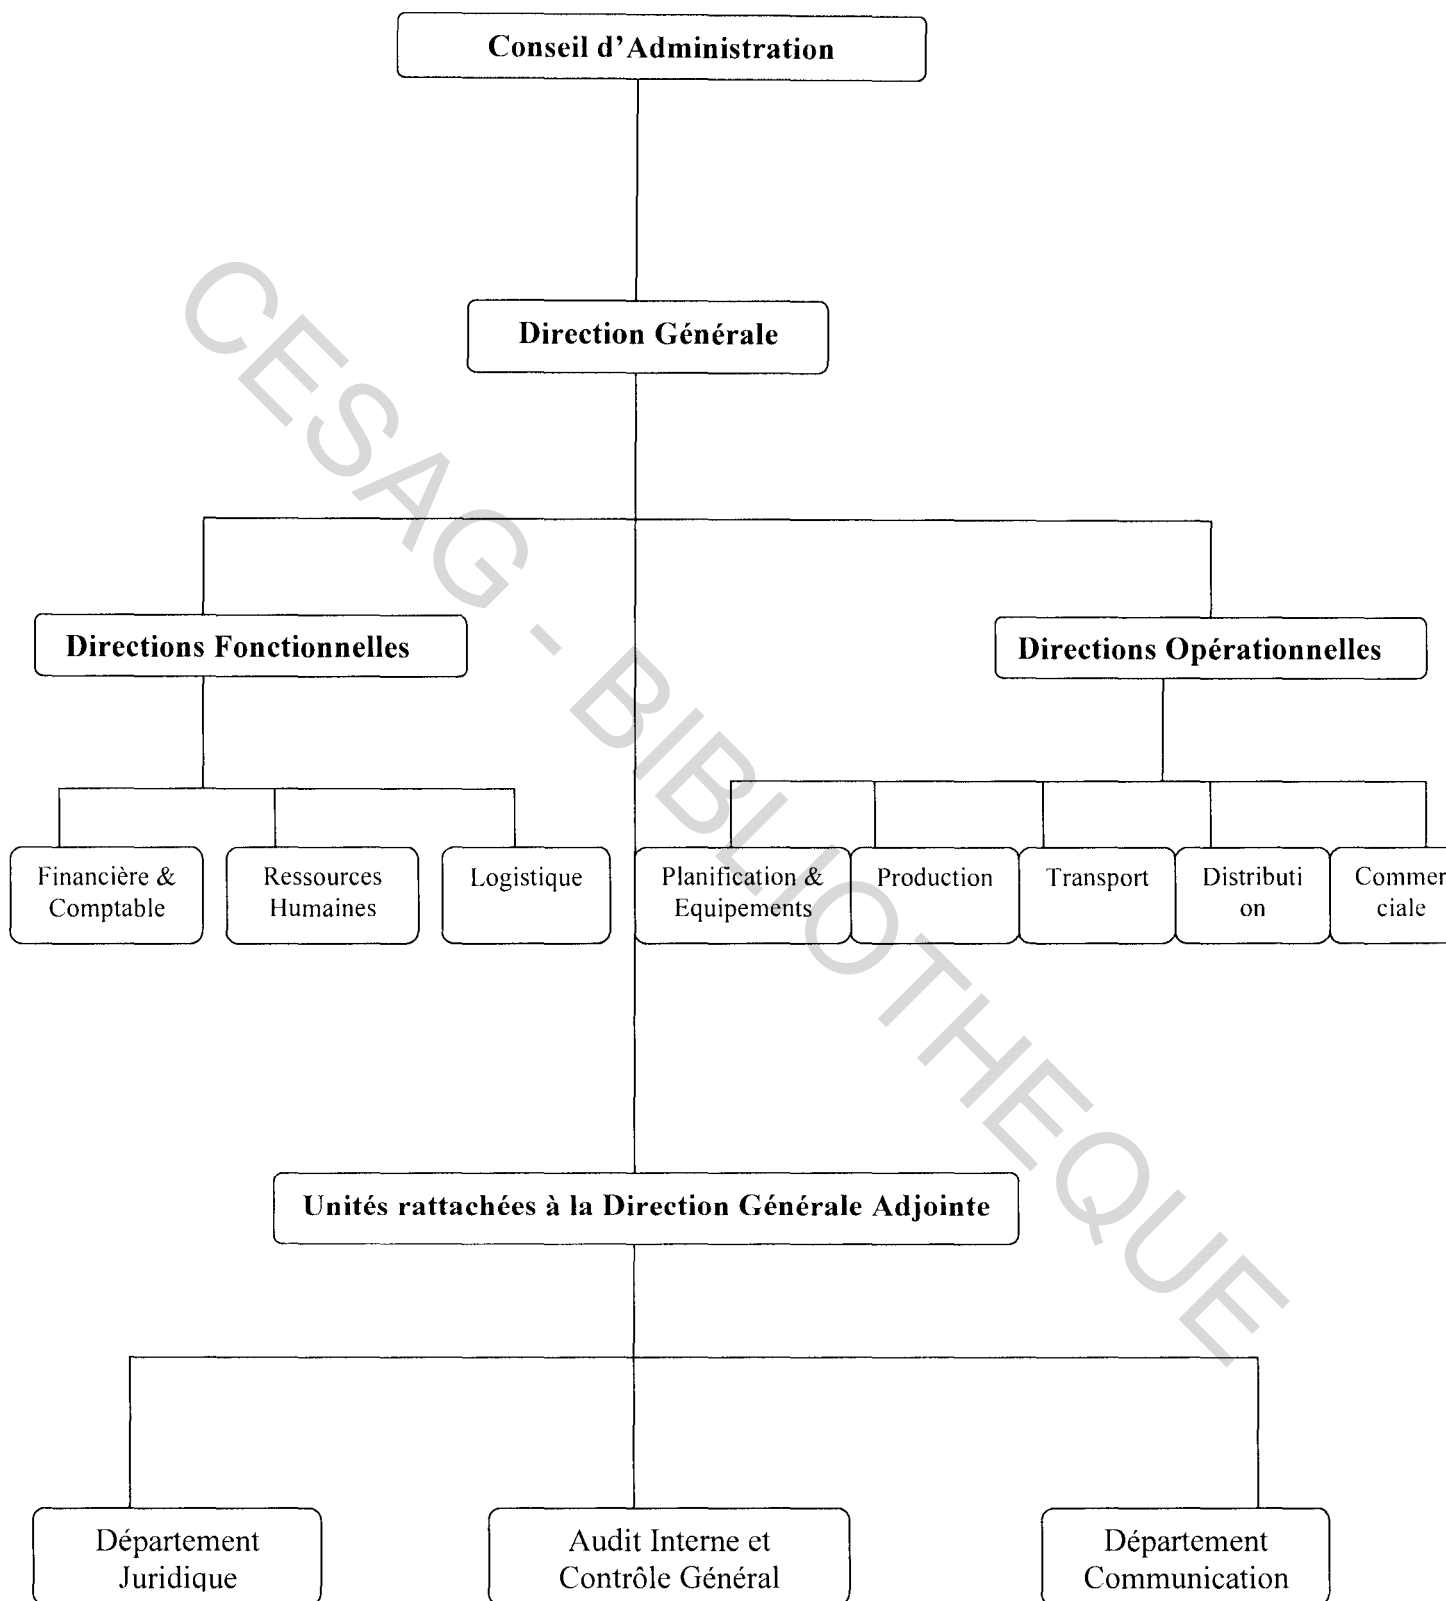 Conseil d'Administration
Direction Générale
Directions Fonctionnelles
Directions Opérationnelles
Financière &
Comptable
Ressources
Humaines
Logistique
Planification &
Equipements
Production
Transport
Distributi
on
Commer
ciale
Unités rattachées à la Direction Générale Adjointe
Département
Juridique
Audit Interne et
Contrôle Général
Département
Communication
CESAG - BIBLIOTHEQUE